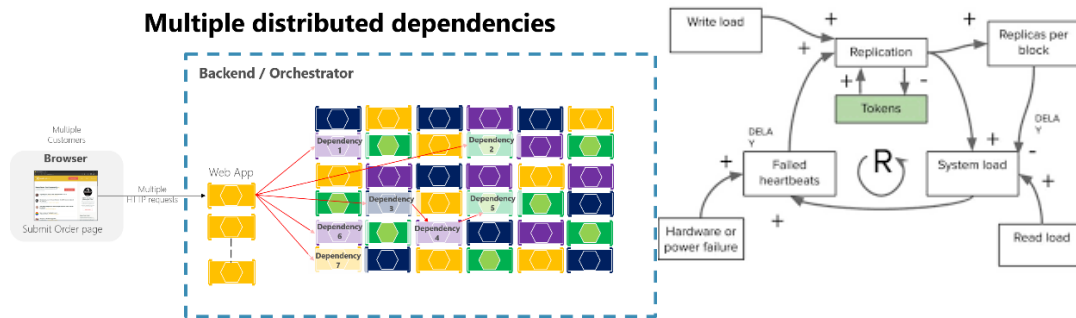 Multiple distributed dependencies
Backend / Orchestrator
Multiple
Customers
Browser
Submit Order page
Multiple
HTTP requests
Web App
Dependency
1
Dependency
2
Dependency
3
Dependency
5
Dependency
6
Dependency
4
Dependency
7
Write load
+
+
Replication
+
Replicas per
block
+
-
Tokens
DELA
Y
DELA
Y
+
-
+
Failed
heartbeats
R
System load
+
+
+
Hardware or
power failure
Read load